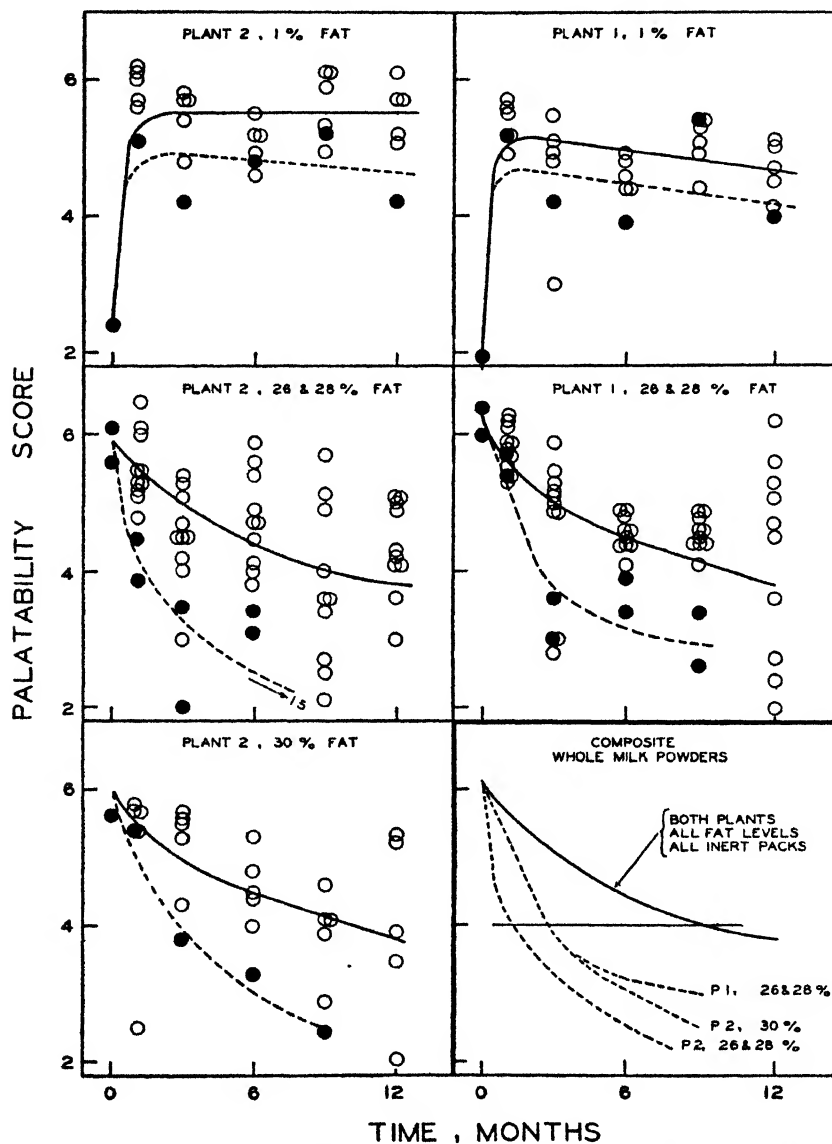 PLANT 2, 1% FAT
PLANT 1, 1% FAT
6
4
2
PLANT 2, 26 & 28% FAT
PLANT 1, 26 & 28% FAT
6
4
2
1.5
PLANT 2, 30% FAT
COMPOSITE
WHOLE MILK POWDERS
BOTH PLANTS
ALL FAT LEVELS
ALL INERT PACKS
P1, 26&28%
P2, 30%
P2, 26&28%
6
4
2
0 6 12
0 6 12
PALATABILITY SCORE
TIME, MONTHS